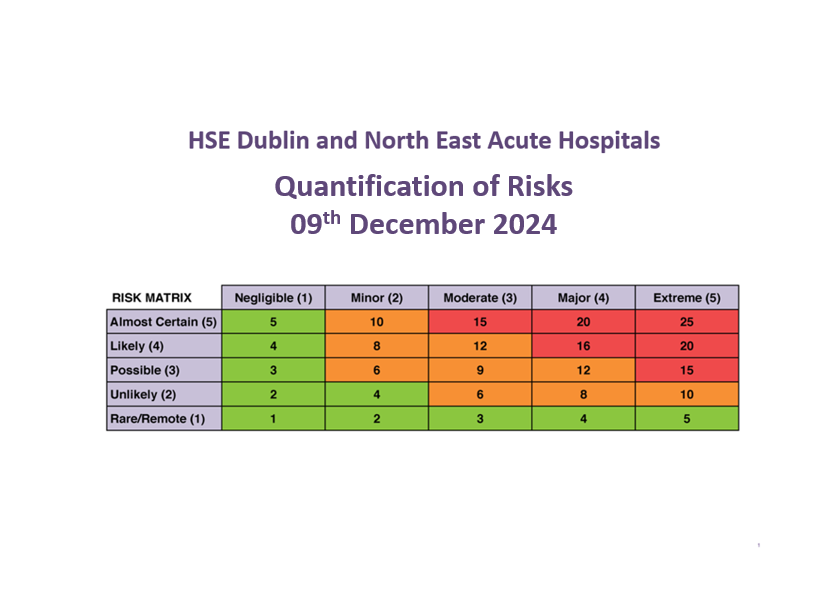 HSE Dublin and North East Acute Hospitals
Quantification of Risks
09th December 2024
RISK MATRIX Negligible (1) Minor (2) Moderate (3) Major (4) Extreme (5)
Almost Certain (5) 5 10 15 20 25
Likely (4) 4 8 12 16 20
Possible (3) 3 6 9 12 15
Unlikely (2) 2 4 6 8 10
Rare/Remote (1) 1 2 3 4 5